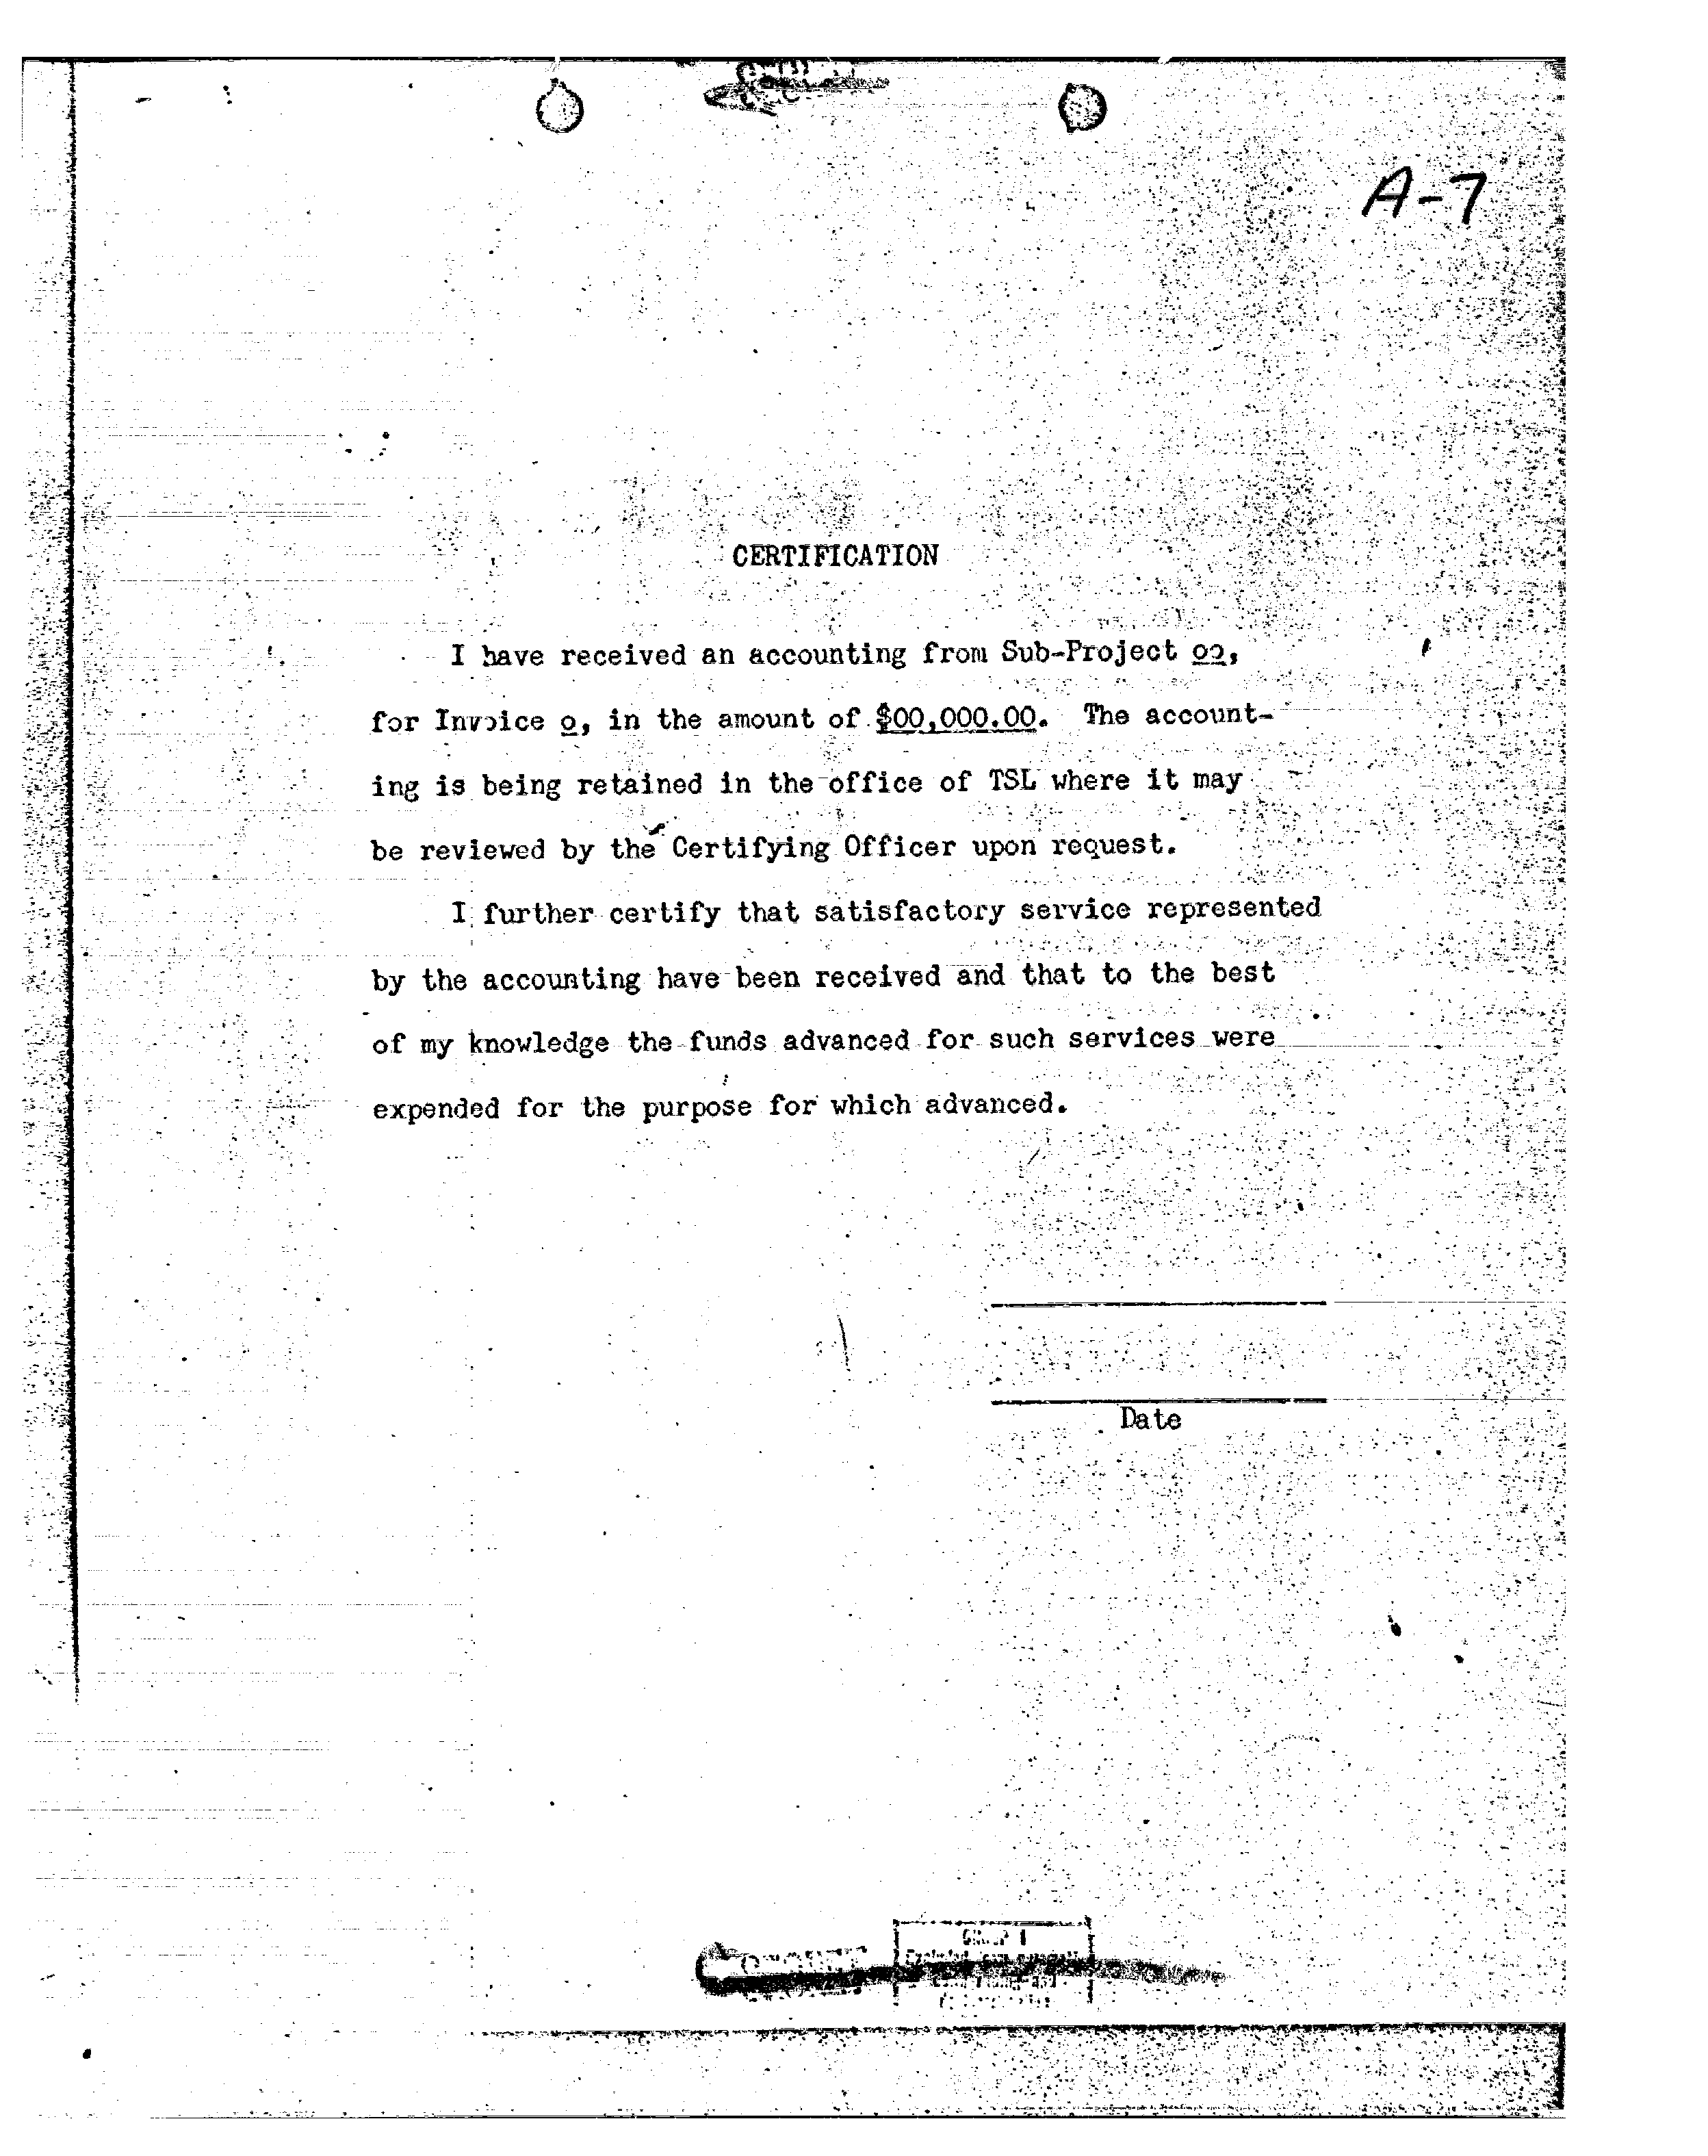 A-7
CERTIFICATION
I have received an accounting from Sub-Project oo,
for Invoice o, in the amount of $00,000.00. The account-
ing is being retained in the office of TSL where it may
be reviewed by the Certifying Officer upon request.
I further certify that satisfactory service represented
by the accounting have been received and that to the best
of my knowledge the funds advanced for such services were
expended for the purpose for which advanced.
Date